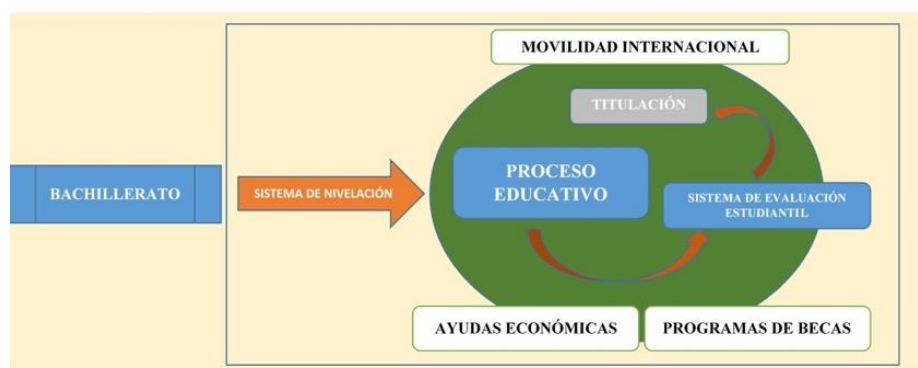 MOVILIDAD INTERNACIONAL
TITULACIÓN
PROCESO
EDUCATIVO
BACHILLERATO
SISTEMA DE NIVELACIÓN
SISTEMA DE EVALUACIÓN
ESTUDIANTIL
AYUDAS ECONÓMICAS
PROGRAMAS DE BECAS